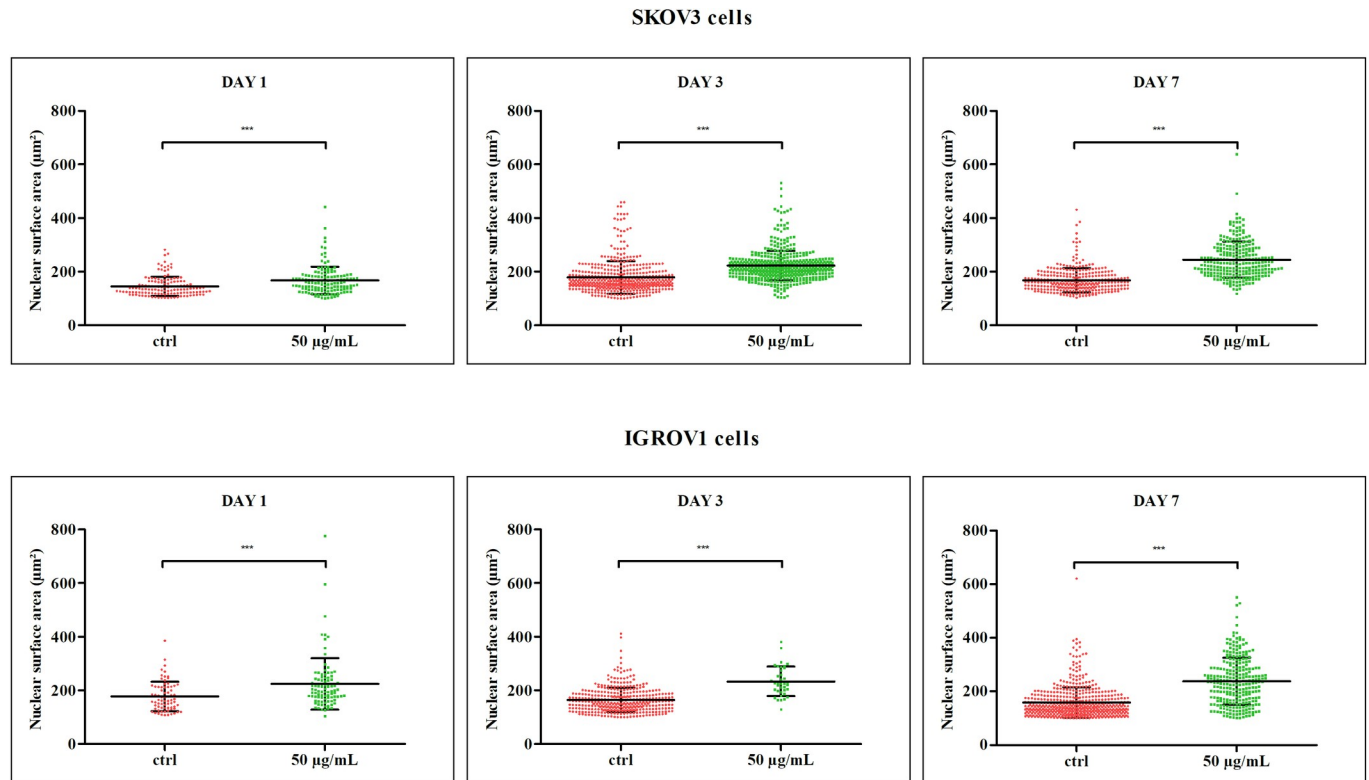 SKOV3 cells
DAY 1
Nuclear surface area (µm²)
800
600
400
200
0
***
ctrl
50 µg/mL
DAY 3
Nuclear surface area (µm²)
800
600
400
200
0
***
ctrl
50 µg/mL
DAY 7
Nuclear surface area (µm²)
800
600
400
200
0
***
ctrl
50 µg/mL
IGROV1 cells
DAY 1
Nuclear surface area (µm²)
800
600
400
200
0
***
ctrl
50 µg/mL
DAY 3
Nuclear surface area (µm²)
800
600
400
200
0
***
ctrl
50 µg/mL
DAY 7
Nuclear surface area (µm²)
800
600
400
200
0
***
ctrl
50 µg/mL